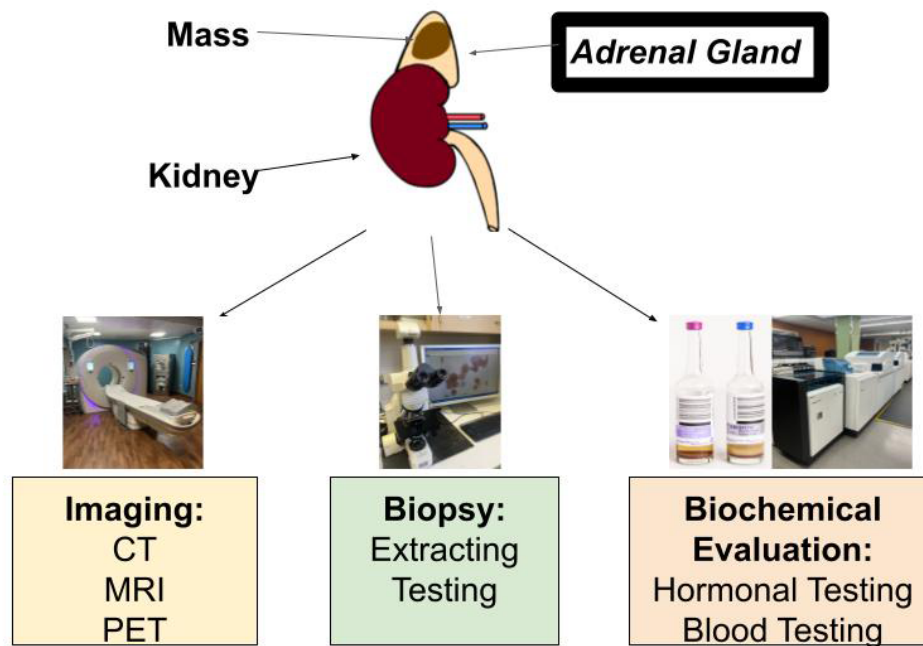 Mass
Adrenal Gland
Kidney
Imaging:
CT
MRI
PET
Biopsy:
Extracting
Testing
Biochemical
Evaluation:
Hormonal Testing
Blood Testing